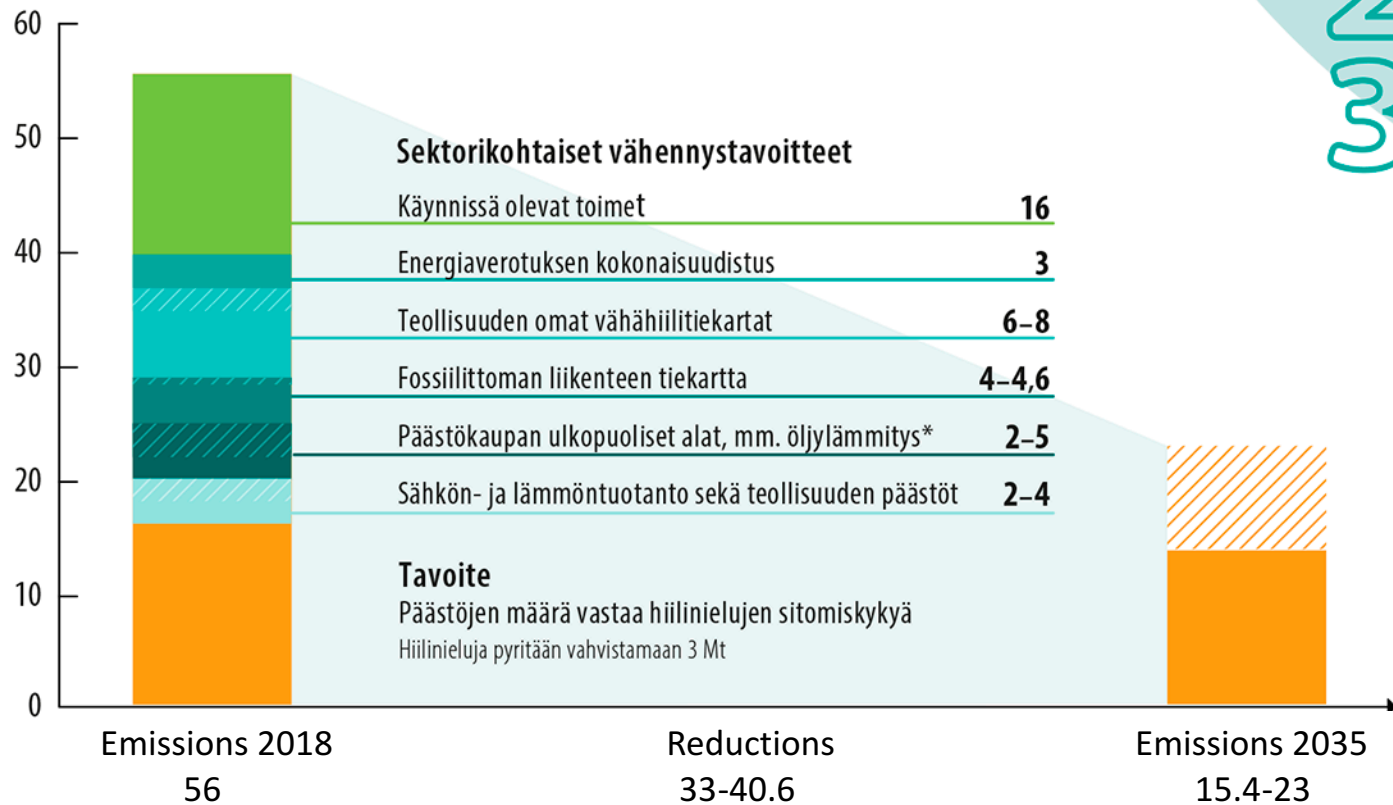 60
50
40
30
20
10
0
2
3
Sektorikohtaiset vähennystavoitteet
Käynnissä olevat toimet 16
Energiaverotuksen kokonaisuudistus 3
Teollisuuden omat vähähiilitiekartat 6–8
Fossiilittoman liikenteen tiekartta 4–4,6
Päästökaupan ulkopuoliset alat, mm. öljylämmitys* 2–5
Sähkön- ja lämmöntuotanto sekä teollisuuden päästöt 2–4
Tavoite
Päästöjen määrä vastaa hiilinielujen sitomiskykyä
Hiilinieluja pyritään vahvistamaan 3 Mt
Emissions 2018 Reductions Emissions 2035
56 33-40.6 15.4-23